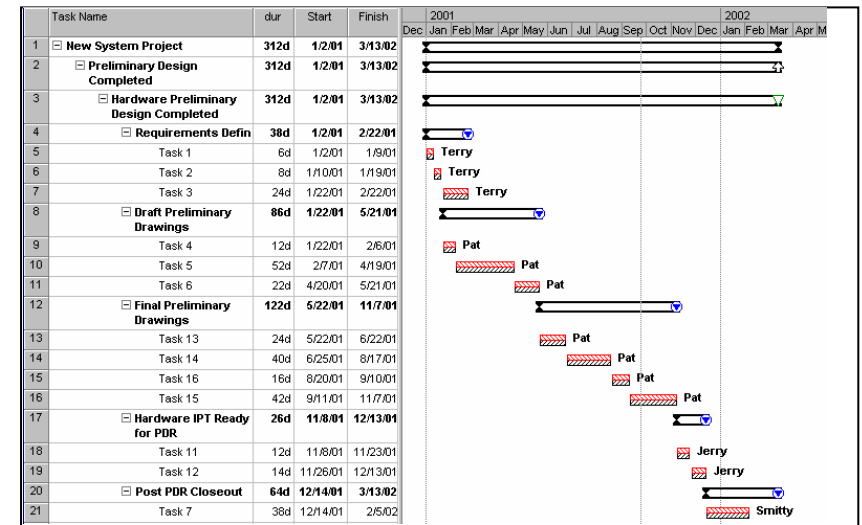 Task Name dur Start Finish 2001 2002
Dec Jan Feb Mar Apr May Jun Jul Aug Sep Oct Nov Dec Jan Feb Mar Apr M
1 New System Project 312d 1/2/01 3/13/02
2 Preliminary Design 312d 1/2/01 3/13/02
Completed
3 Hardware Preliminary 312d 1/2/01 3/13/02
Design Completed
4 Requirements Defin 38d 1/2/01 2/22/01
5 Task 1 6d 1/2/01 1/9/01 Terry
6 Task 2 8d 1/10/01 1/19/01 Terry
7 Task 3 24d 1/22/01 2/22/01 Terry
8 Draft Preliminary 86d 1/22/01 5/21/01
Drawings
9 Task 4 12d 1/22/01 2/6/01 Pat
10 Task 5 52d 2/7/01 4/19/01 Pat
11 Task 6 22d 4/20/01 5/21/01 Pat
12 Final Preliminary 122d 5/22/01 11/7/01
Drawings
13 Task 13 24d 5/22/01 6/22/01 Pat
14 Task 14 40d 6/25/01 8/17/01 Pat
15 Task 16 16d 8/20/01 9/10/01 Pat
16 Task 15 42d 9/11/01 11/7/01 Pat
17 Hardware IPT Ready 26d 11/8/01 12/13/01
for PDR
18 Task 11 12d 11/8/01 11/23/01 Jerry
19 Task 12 14d 11/26/01 12/13/01 Jerry
20 Post PDR Closeout 64d 12/14/01 3/13/02
21 Task 7 38d 12/14/01 2/5/02 Smitty